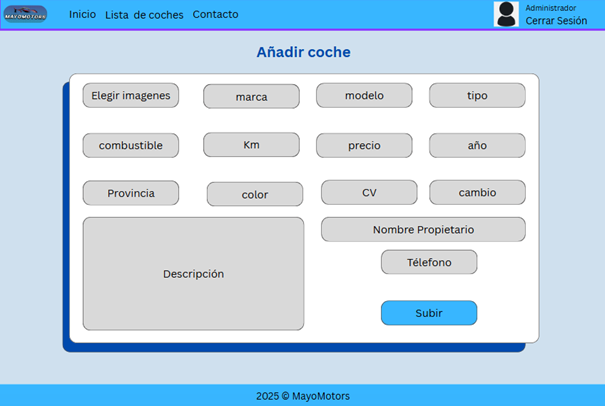 MAYOMOTORS
Inicio Lista de coches Contacto
Administrador
Cerrar Sesión
Añadir coche
Elegir imagenes marca modelo tipo
combustible Km precio año
Provincia color CV cambio
Nombre Propietario
Télefono
Descripción
Subir
2025 © MayoMotors